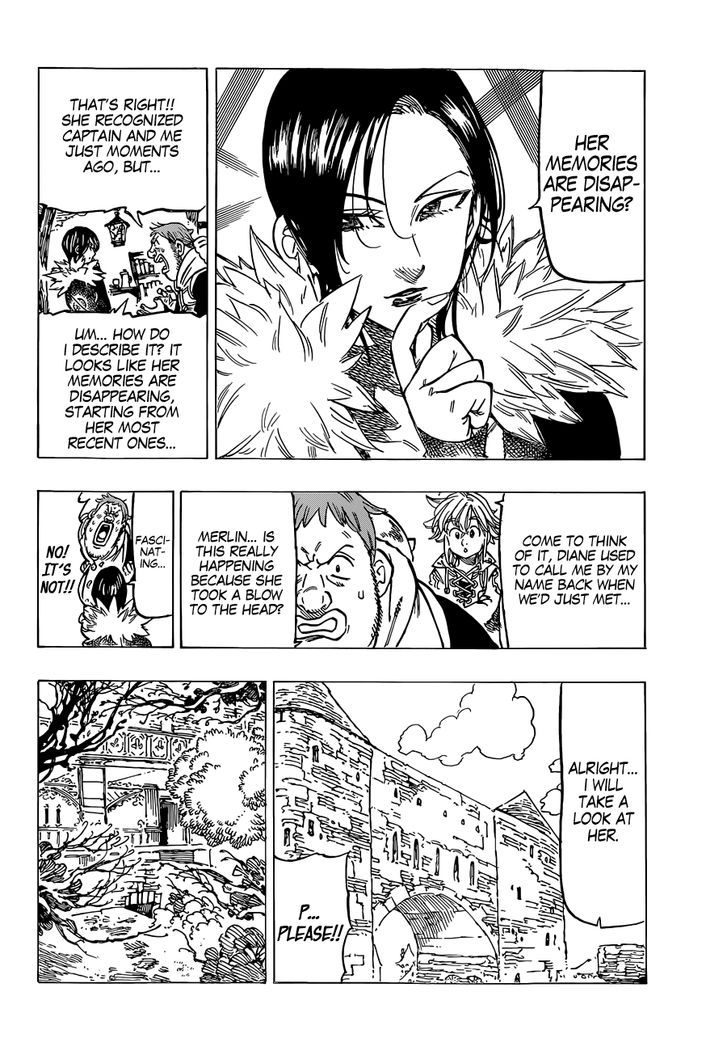 HER
MEMORIES
ARE DISAP-
PEARING?
THAT'S RIGHT!!
SHE RECOGNIZED
CAPTAIN AND ME
JUST MOMENTS
AGO, BUT...
UM... HOW DO
I DESCRIBE IT? IT
LOOKS LIKE HER
MEMORIES ARE
DISAPPEARING,
STARTING FROM
HER MOST
RECENT ONES...
COME TO THINK
OF IT, DIANE USED
TO CALL ME BY MY
NAME BACK WHEN
WE'D JUST MET...
MERLIN... IS
THIS REALLY
HAPPENING
BECAUSE SHE
TOOK A BLOW
TO THE HEAD?
FASCI-
NAT-
ING...
NO!
IT'S
NOT!!
ALRIGHT...
I WILL
TAKE A
LOOK AT
HER.
P...
PLEASE!!